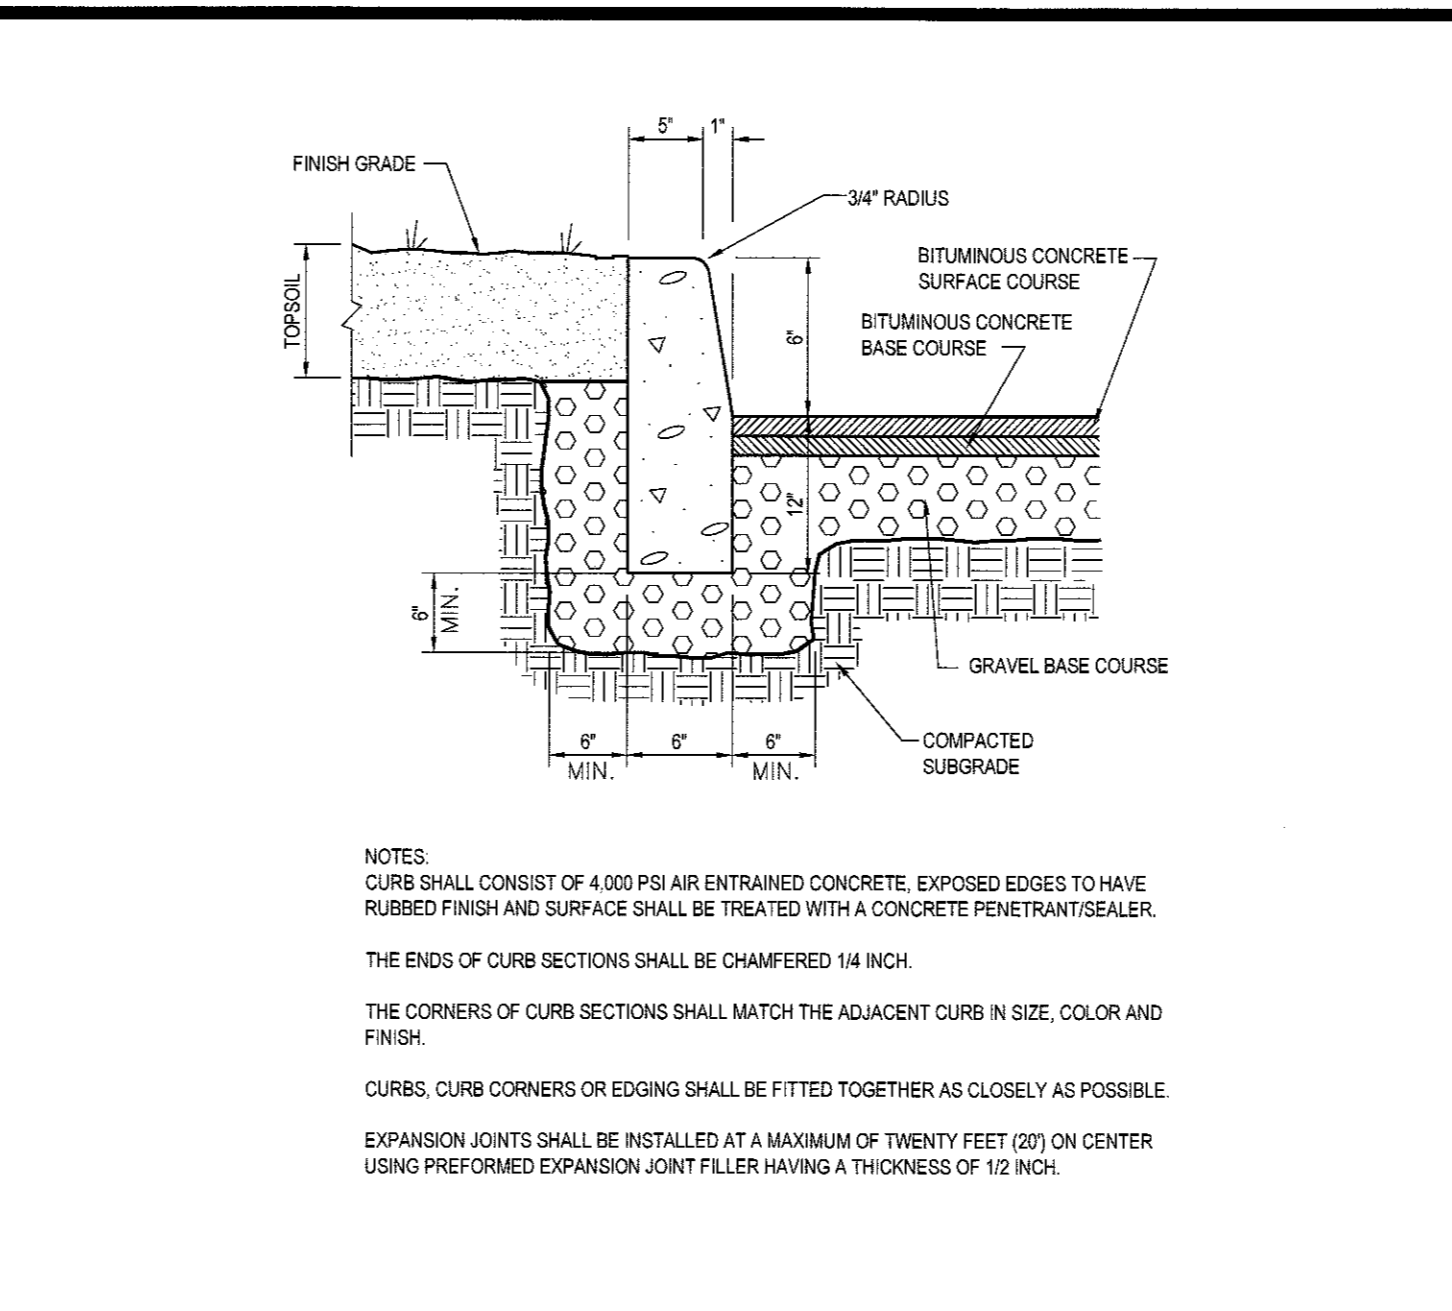 5" 1"
FINISH GRADE
3/4" RADIUS
BITUMINOUS CONCRETE
SURFACE COURSE
TOPSOIL
BITUMINOUS CONCRETE
BASE COURSE
6"
12"
6"
MIN.
GRAVEL BASE COURSE
COMPACTED
SUBGRADE
6" 6" 6"
MIN. MIN.
NOTES:
CURB SHALL CONSIST OF 4,000 PSI AIR ENTRAINED CONCRETE, EXPOSED EDGES TO HAVE
RUBBED FINISH AND SURFACE SHALL BE TREATED WITH A CONCRETE PENETRANT/SEALER.
THE ENDS OF CURB SECTIONS SHALL BE CHAMFERED 1/4 INCH.
THE CORNERS OF CURB SECTIONS SHALL MATCH THE ADJACENT CURB IN SIZE, COLOR AND
FINISH.
CURBS, CURB CORNERS OR EDGING SHALL BE FITTED TOGETHER AS CLOSELY AS POSSIBLE.
EXPANSION JOINTS SHALL BE INSTALLED AT A MAXIMUM OF TWENTY FEET (20') ON CENTER
USING PREFORMED EXPANSION JOINT FILLER HAVING A THICKNESS OF 1/2 INCH.